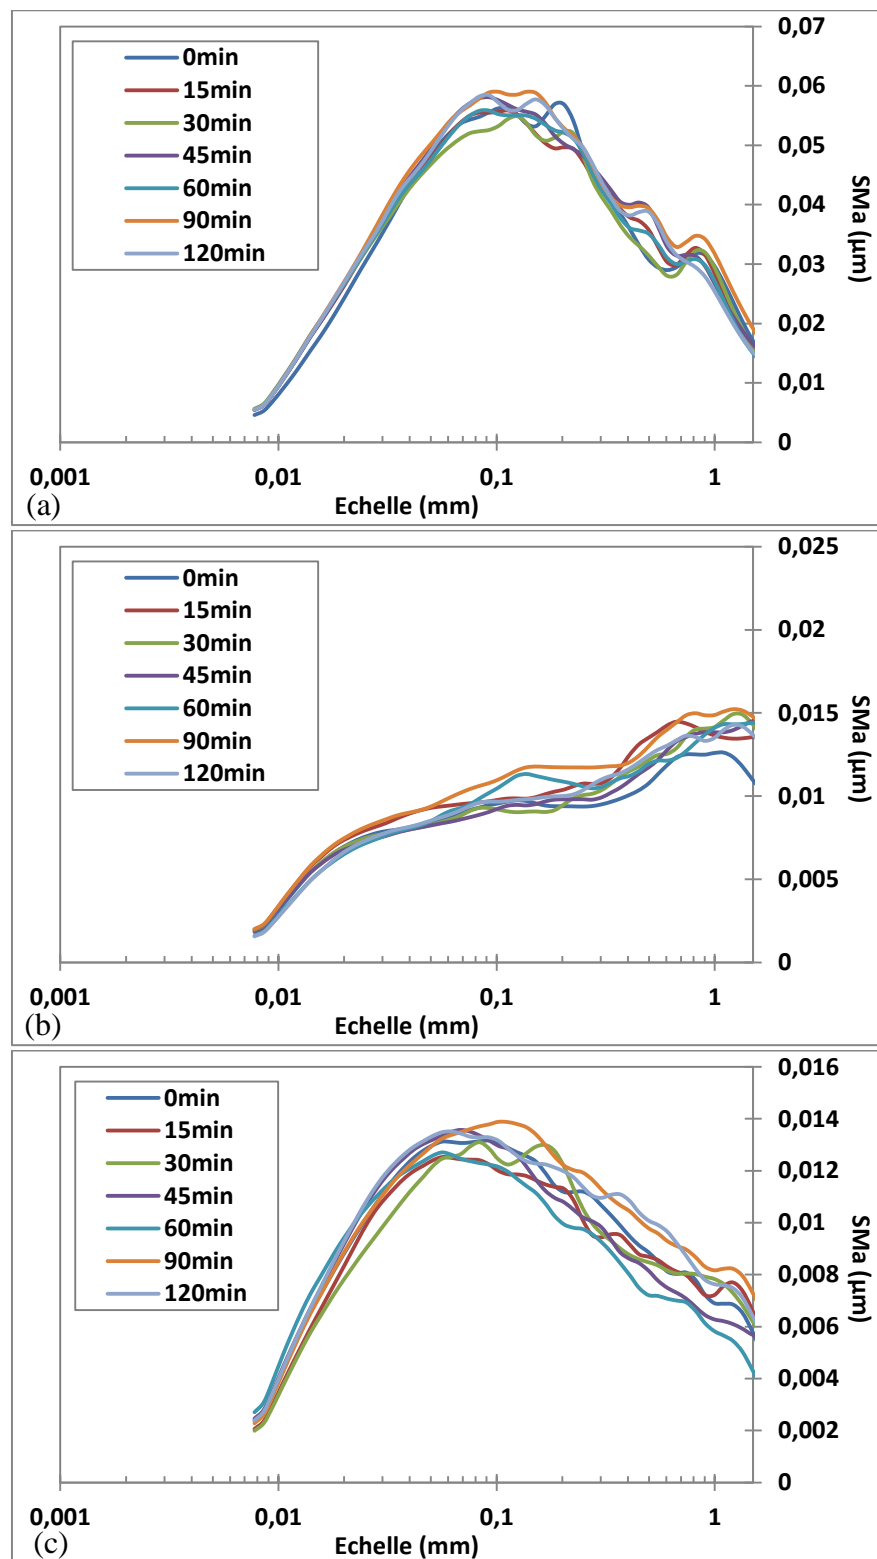 0,07
0min
15min
30min
45min
60min
90min
120min
0,06
0,05
0,04
0,03
0,02
0,01
0
SMa (µm)
0,001
0,01
0,1
1
Echelle (mm)
(a)
0,025
0min
15min
30min
45min
60min
90min
120min
0,02
0,015
0,01
0,005
0
SMa (µm)
0,001
0,01
0,1
1
Echelle (mm)
(b)
0,016
0min
15min
30min
45min
60min
90min
120min
0,014
0,012
0,01
0,008
0,006
0,004
0,002
0
SMa (µm)
0,001
0,01
0,1
1
Echelle (mm)
(c)